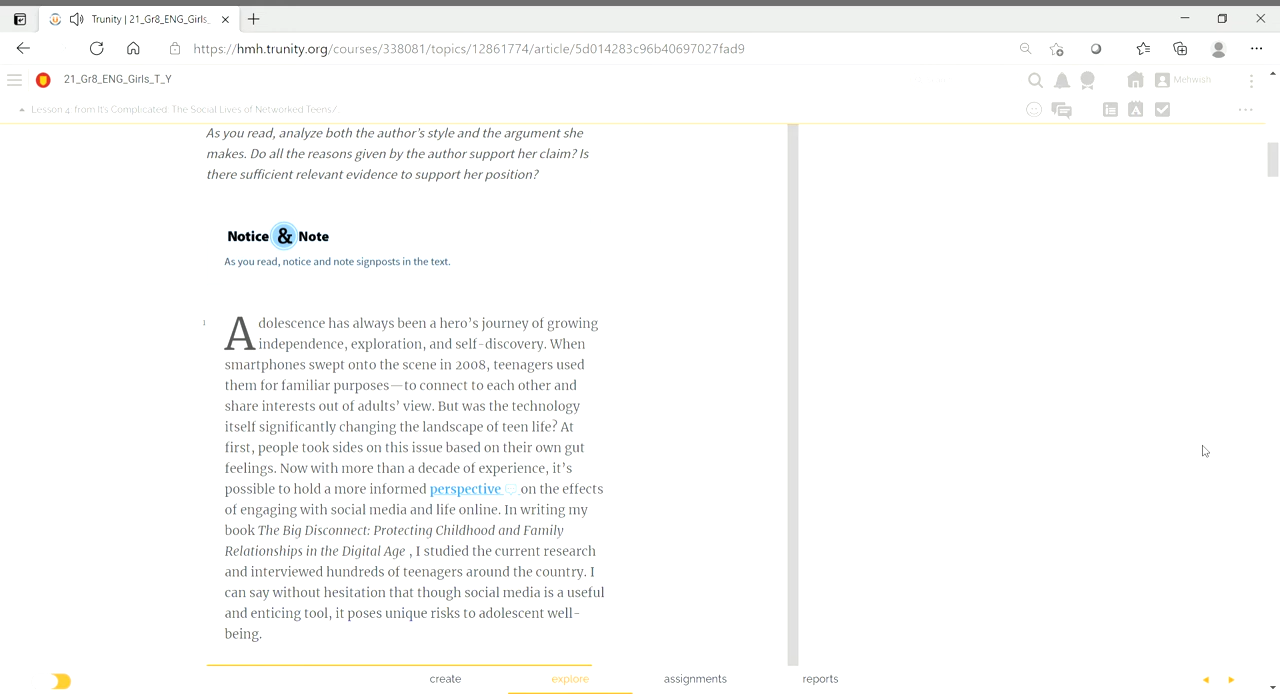 Trunity | 21_Gr8_ENG_Girls_
https://hmh.trunity.org/courses/338081/topics/12861774/article/5d014283c96b40697027fad9
21_Gr8_ENG_Girls_T_Y
Mehwish
Lesson 4: from It's Complicated: The Social Lives of Networked Teens/
As you read, analyze both the author's style and the argument she
makes. Do all the reasons given by the author support her claim? Is
there sufficient relevant evidence to support her position?
Notice & Note
As you read, notice and note signposts in the text.
1
Adolescence has always been a hero's journey of growing
independence, exploration, and self-discovery. When
smartphones swept onto the scene in 2008, teenagers used
them for familiar purposes—to connect to each other and
share interests out of adults' view. But was the technology
itself significantly changing the landscape of teen life? At
first, people took sides on this issue based on their own gut
feelings. Now with more than a decade of experience, it's
possible to hold a more informed perspective on the effects
of engaging with social media and life online. In writing my
book The Big Disconnect: Protecting Childhood and Family
Relationships in the Digital Age , I studied the current research
and interviewed hundreds of teenagers around the country. I
can say without hesitation that though social media is a useful
and enticing tool, it poses unique risks to adolescent well-
being.
create explore assignments reports